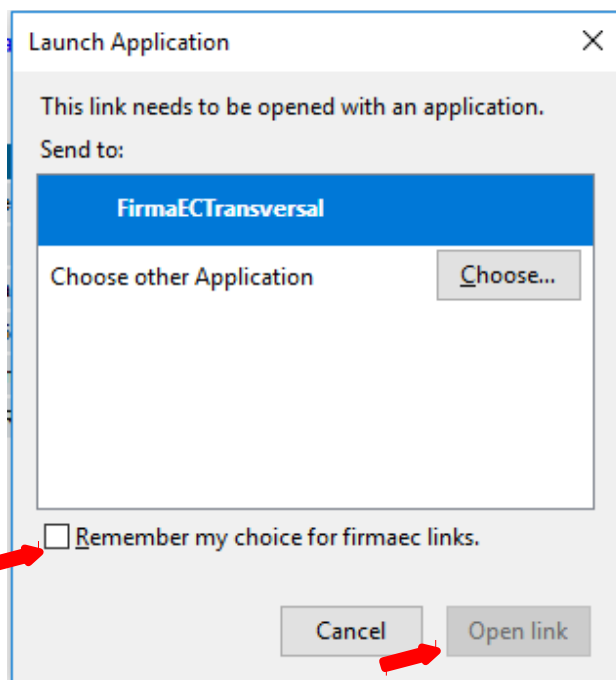 Launch Application
This link needs to be opened with an application.
Send to:
FirmaECTransversal
Choose other Application
Choose...
Remember my choice for firmaec links.
Cancel
Open link